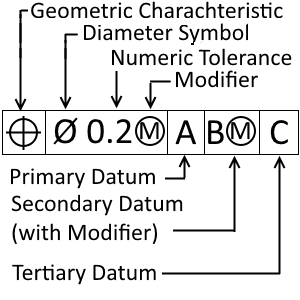 Geometric Charachteristic
Diameter Symbol
Numeric Tolerance
Modifier
⌖ Ø 0.2Ⓜ A BⓂ C
Primary Datum
Secondary Datum
(with Modifier)
Tertiary Datum